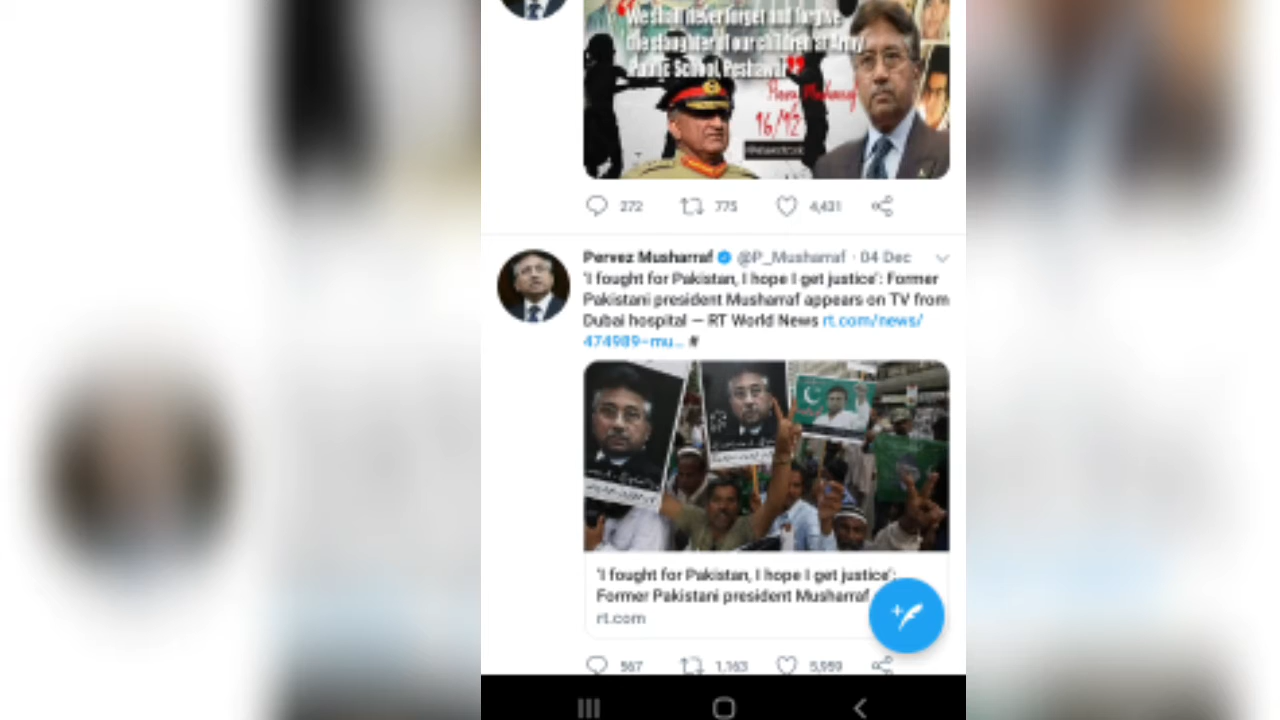 We shall never forget and forgive
the slaughter of our children at Army
Public School, Peshawar
Pervez Musharraf
16/12
272 775 4,431
Pervez Musharraf @P_Musharraf · 04 Dec
'I fought for Pakistan, I hope I get justice': Former
Pakistani president Musharraf appears on TV from
Dubai hospital — RT World News rt.com/news/
474989-mu... #
'I fought for Pakistan, I hope I get justice':
Former Pakistani president Musharraf
rt.com
567 1,163 5,959